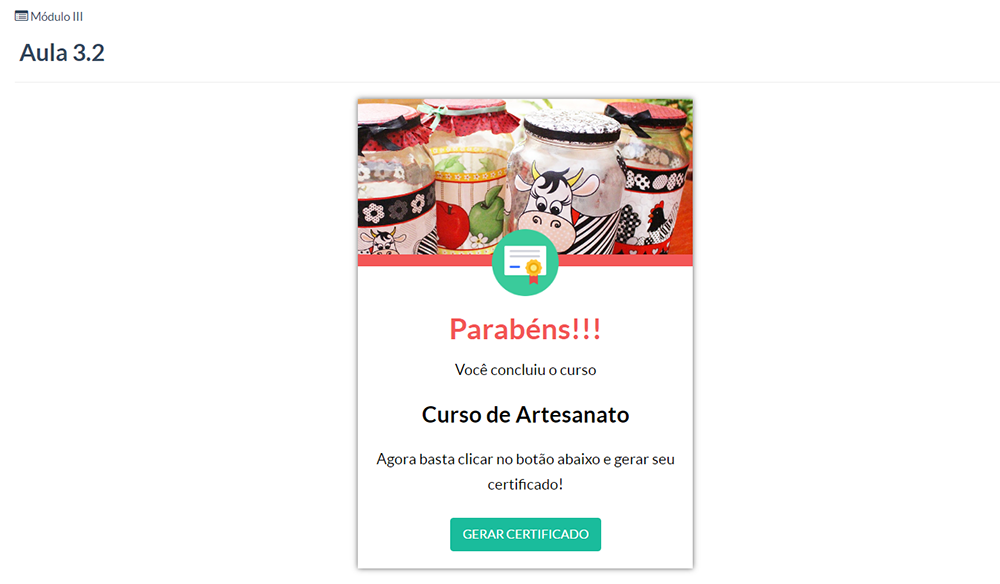 Módulo III
Aula 3.2
Parabéns!!!
Você concluiu o curso
Curso de Artesanato
Agora basta clicar no botão abaixo e gerar seu
certificado!
GERAR CERTIFICADO